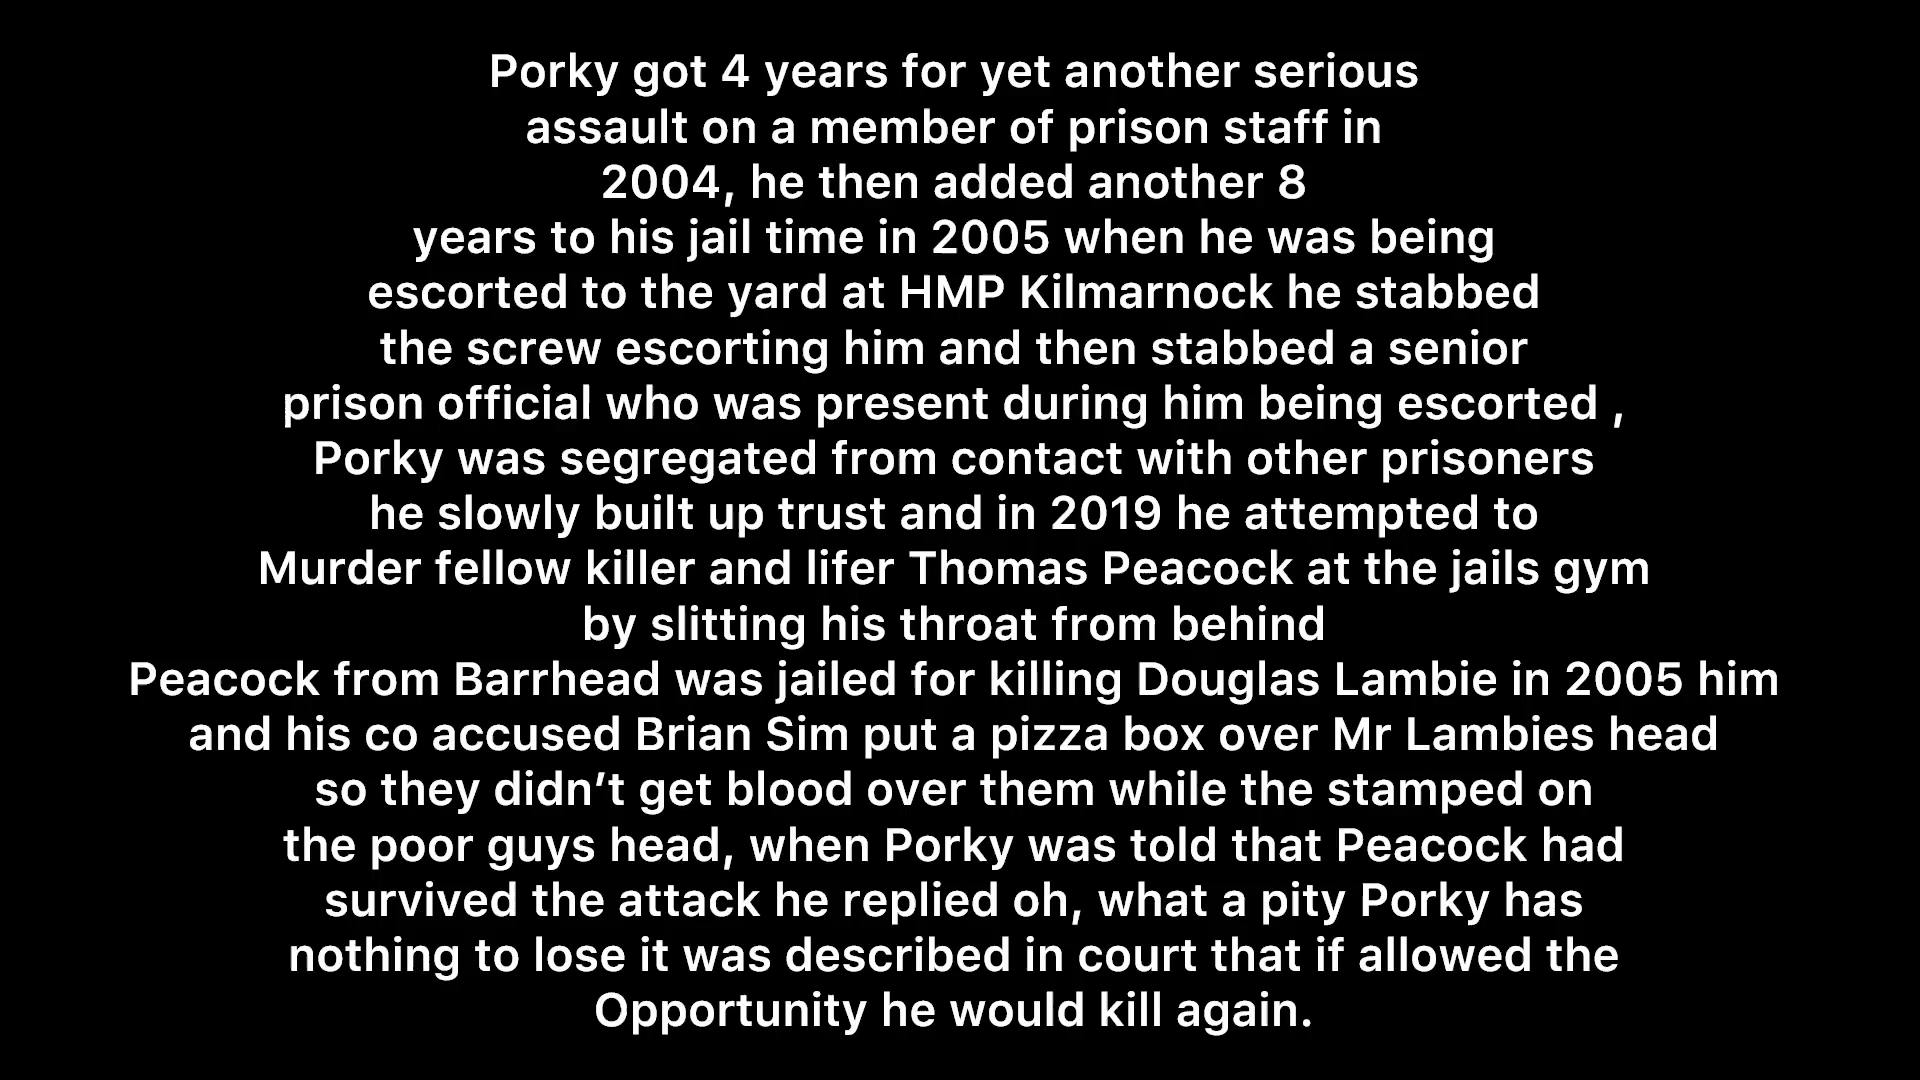 Porky got 4 years for yet another serious
assault on a member of prison staff in
2004, he then added another 8
years to his jail time in 2005 when he was being
escorted to the yard at HMP Kilmarnock he stabbed
the screw escorting him and then stabbed a senior
prison official who was present during him being escorted ,
Porky was segregated from contact with other prisoners
he slowly built up trust and in 2019 he attempted to
Murder fellow killer and lifer Thomas Peacock at the jails gym
by slitting his throat from behind
Peacock from Barrhead was jailed for killing Douglas Lambie in 2005 him
and his co accused Brian Sim put a pizza box over Mr Lambies head
so they didn’t get blood over them while the stamped on
the poor guys head, when Porky was told that Peacock had
survived the attack he replied oh, what a pity Porky has
nothing to lose it was described in court that if allowed the
Opportunity he would kill again.